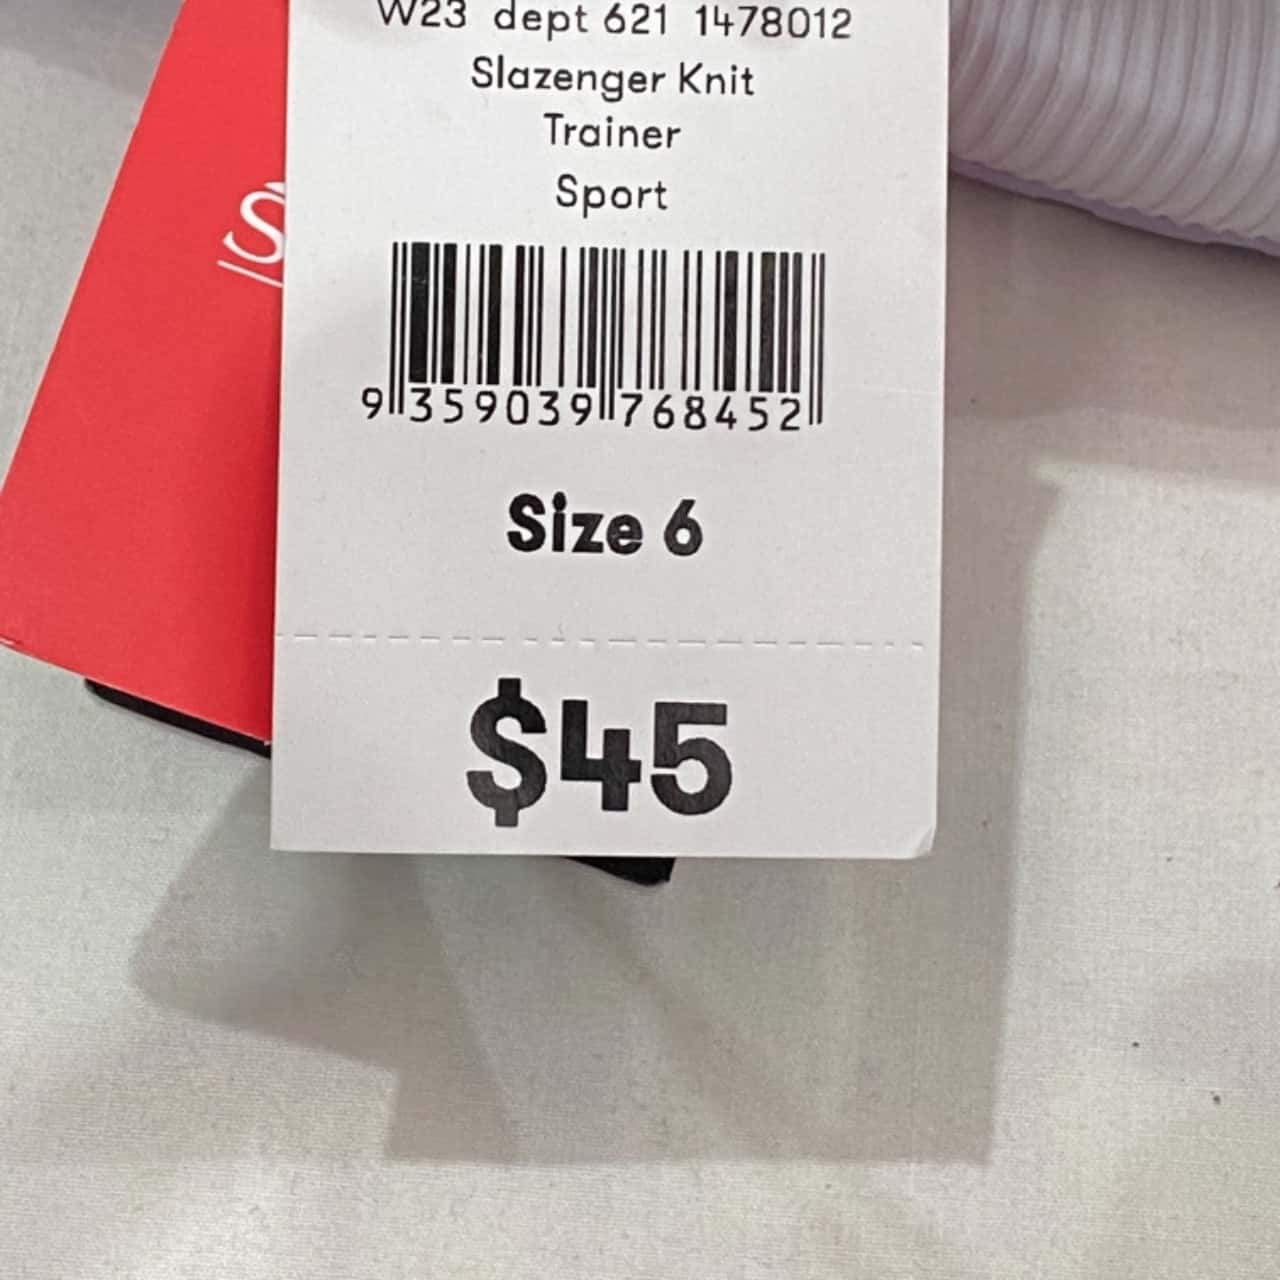 W23 dept 621 1478012
Slazenger Knit
Trainer
Sport
9 359039 768452
Size 6
$45